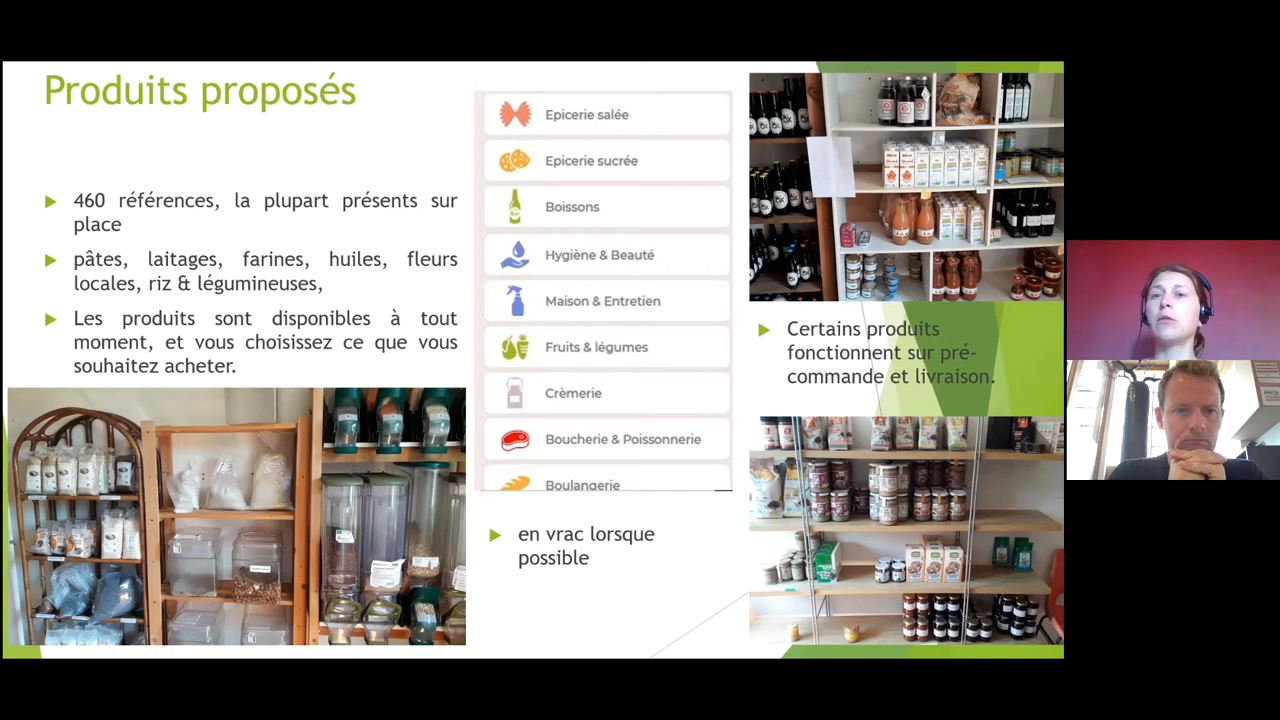 Produits proposés
460 références, la plupart présents sur
place
pâtes, laitages, farines, huiles, fleurs
locales, riz & légumineuses,
Les produits sont disponibles à tout
moment, et vous choisissez ce que vous
souhaitez acheter.
Epicerie salée
Epicerie sucrée
Boissons
Hygiène & Beauté
Maison & Entretien
Fruits & légumes
Crèmerie
Boucherie & Poissonnerie
Boulangerie
en vrac lorsque
possible
Certains produits
fonctionnent sur pré-
commande et livraison.